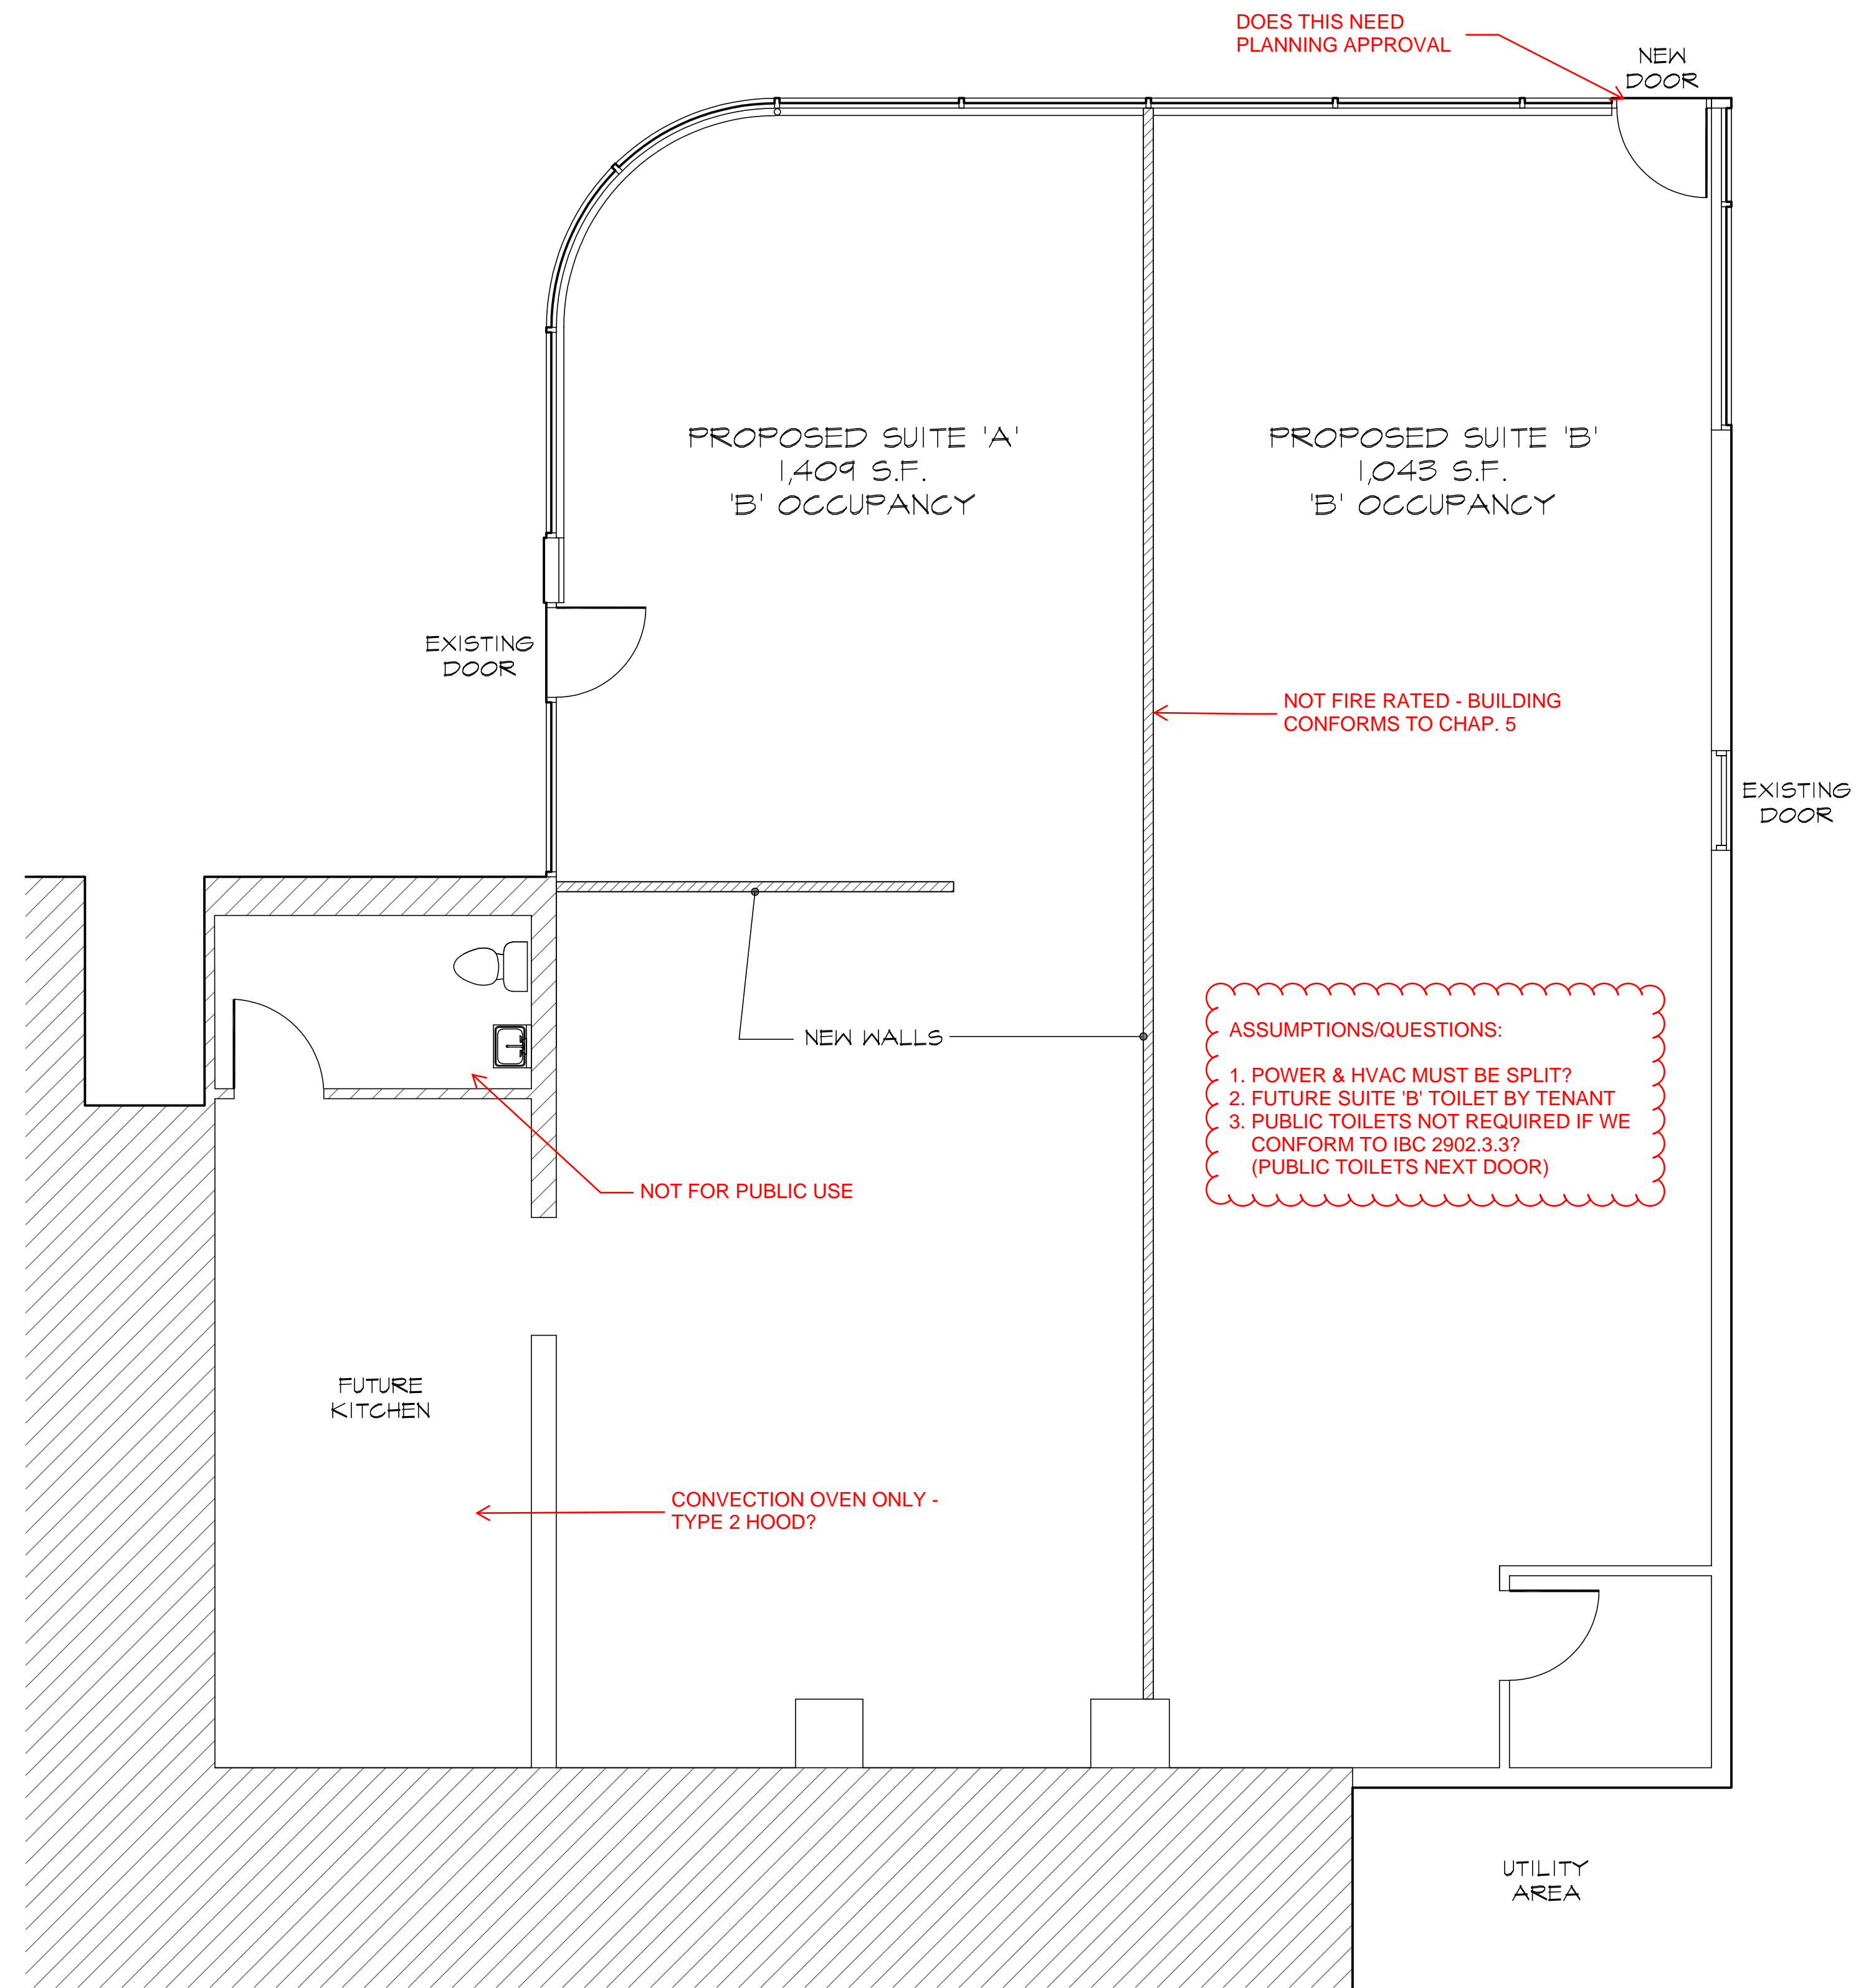 DOES THIS NEED
PLANNING APPROVAL
NEW
DOOR
PROPOSED SUITE 'A'
1,409 S.F.
'B' OCCUPANCY
PROPOSED SUITE 'B'
1,043 S.F.
'B' OCCUPANCY
EXISTING
DOOR
NOT FIRE RATED - BUILDING
CONFORMS TO CHAP. 5
EXISTING
DOOR
NEW WALLS
ASSUMPTIONS/QUESTIONS:
1. POWER & HVAC MUST BE SPLIT?
2. FUTURE SUITE 'B' TOILET BY TENANT
3. PUBLIC TOILETS NOT REQUIRED IF WE
CONFORM TO IBC 2902.3.3?
(PUBLIC TOILETS NEXT DOOR)
NOT FOR PUBLIC USE
FUTURE
KITCHEN
CONVECTION OVEN ONLY -
TYPE 2 HOOD?
UTILITY
AREA